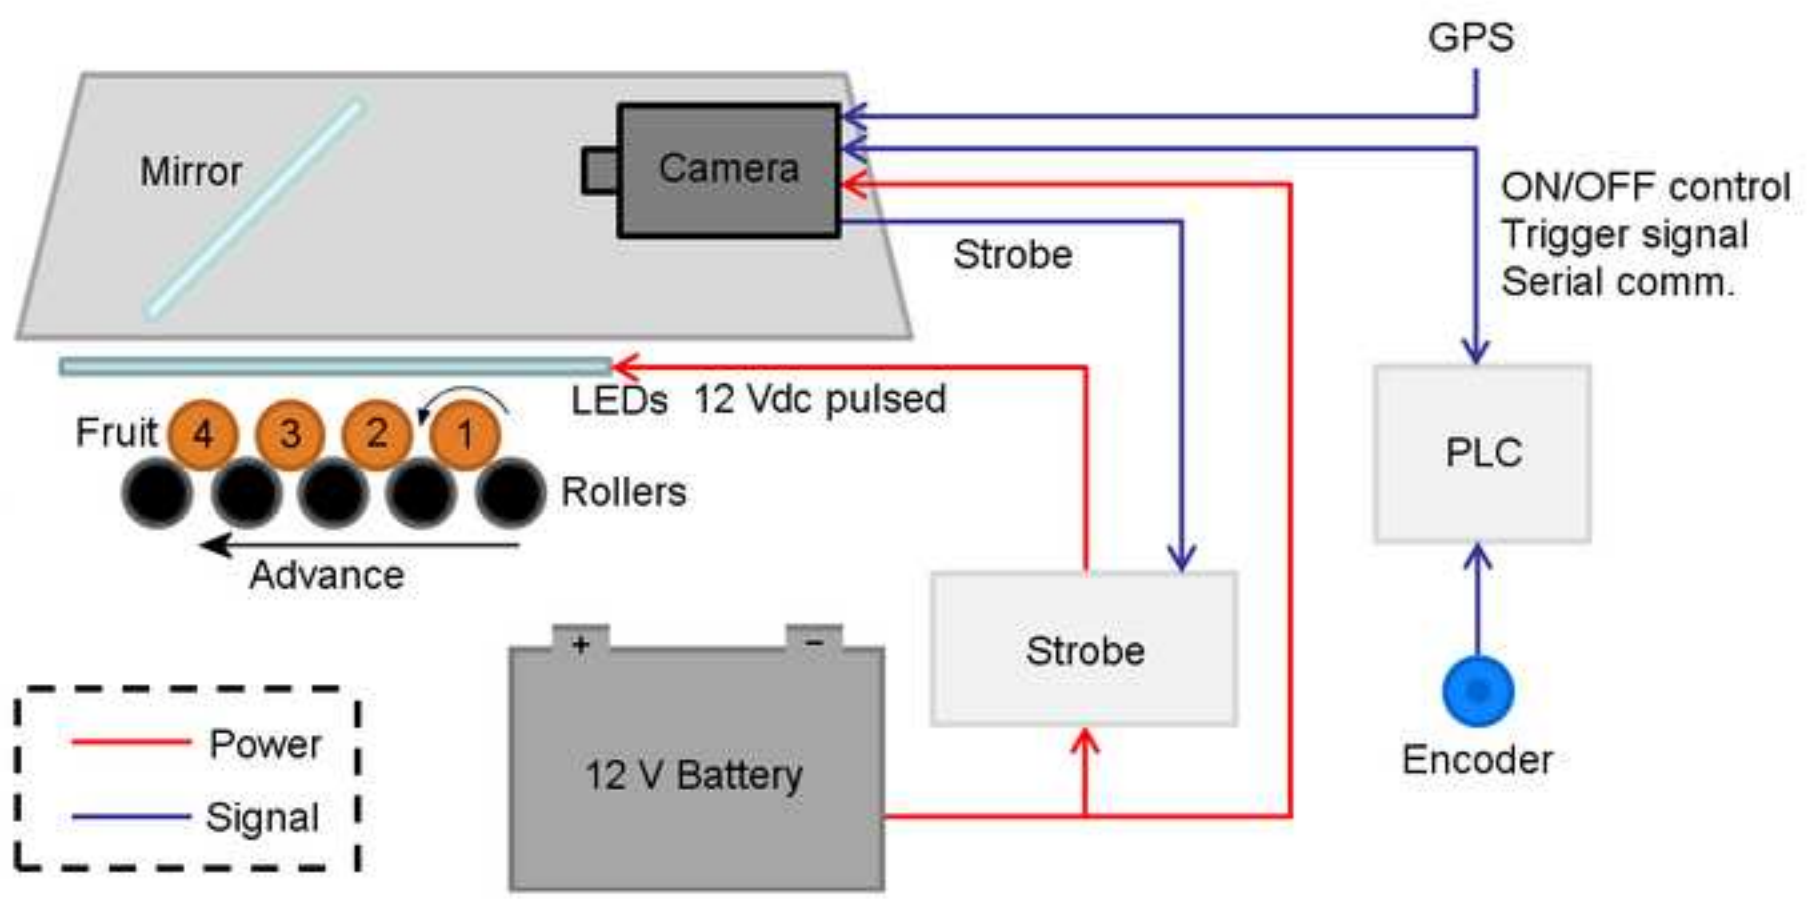 GPS
Mirror
Camera
ON/OFF control
Trigger signal
Serial comm.
Strobe
LEDs 12 Vdc pulsed
Fruit 4 3 2 1
Rollers
PLC
Advance
+ −
Strobe
12 V Battery
Encoder
Power
Signal